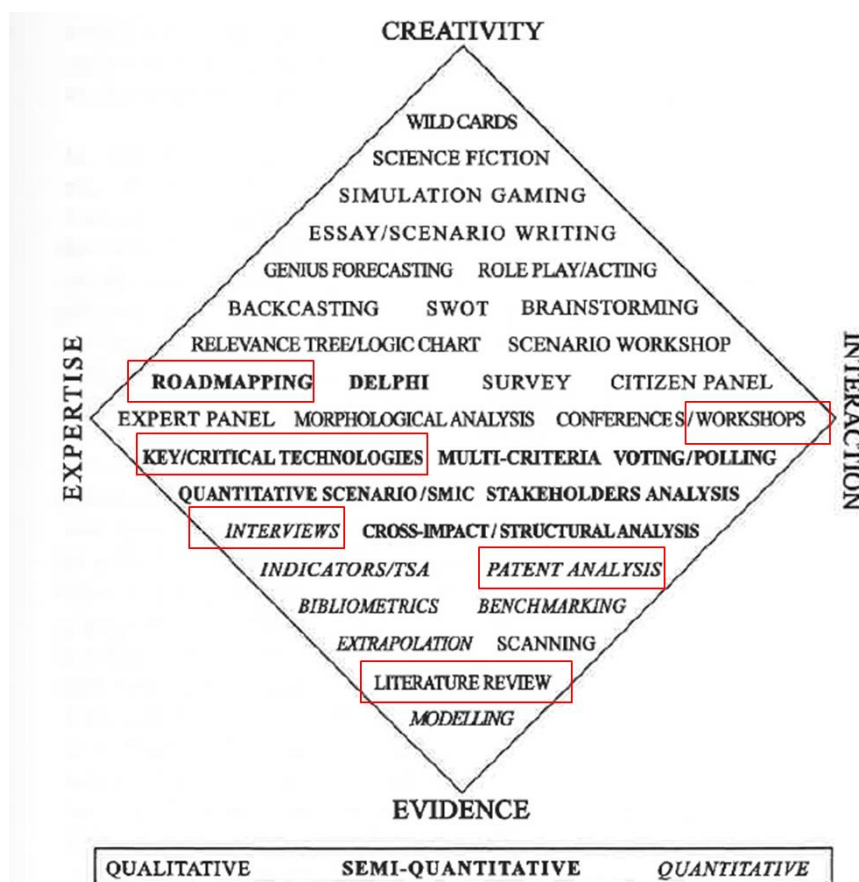 CREATIVITY
WILD CARDS
SCIENCE FICTION
SIMULATION GAMING
ESSAY/SCENARIO WRITING
GENIUS FORECASTING ROLE PLAY/ACTING
BACKCASTING SWOT BRAINSTORMING
RELEVANCE TREE/LOGIC CHART SCENARIO WORKSHOP
ROADMAPPING DELPHI SURVEY CITIZEN PANEL
EXPERTISE
EXPERT PANEL MORPHOLOGICAL ANALYSIS CONFERENCES/WORKSHOPS
INTERACTION
KEY/CRITICAL TECHNOLOGIES MULTI-CRITERIA VOTING/POLLING
QUANTITATIVE SCENARIO/SMIC STAKEHOLDERS ANALYSIS
INTERVIEWS CROSS-IMPACT/STRUCTURAL ANALYSIS
INDICATORS/TSA PATENT ANALYSIS
BIBLIOMETRICS BENCHMARKING
EXTRAPOLATION SCANNING
LITERATURE REVIEW
MODELLING
EVIDENCE
QUALITATIVE SEMI-QUANTITATIVE QUANTITATIVE